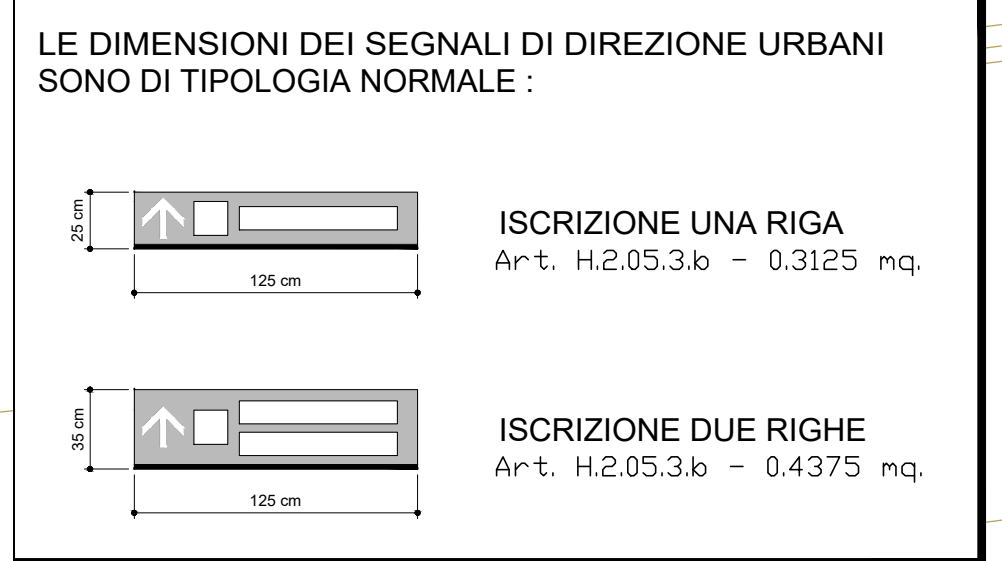 LE DIMENSIONI DEI SEGNALI DI DIREZIONE URBANI
SONO DI TIPOLOGIA NORMALE :
25 cm
125 cm
ISCRIZIONE UNA RIGA
Art. H.2.05.3.b - 0.3125 mq.
35 cm
125 cm
ISCRIZIONE DUE RIGHE
Art. H.2.05.3.b - 0.4375 mq.